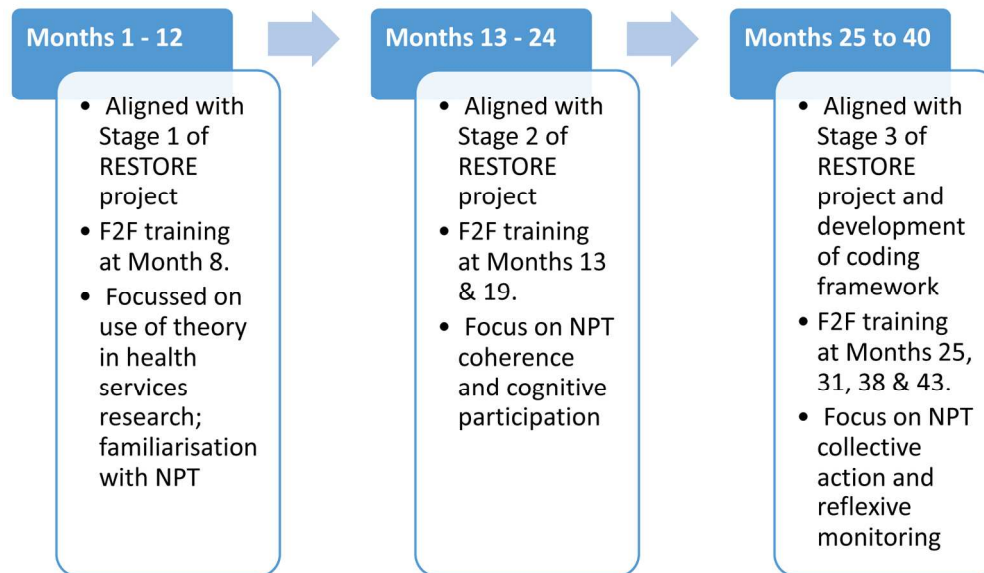 Months 1 - 12
• Aligned with
Stage 1 of
RESTORE
project
• F2F training
at Month 8.
• Focussed on
use of theory
in health
services
research;
familiarisation
with NPT
Months 13 - 24
• Aligned with
Stage 2 of
RESTORE
project
• F2F training
at Months 13
& 19.
• Focus on NPT
coherence
and cognitive
participation
Months 25 to 40
• Aligned with
Stage 3 of
RESTORE
project and
development
of coding
framework
• F2F training
at Months 25,
31, 38 & 43.
• Focus on NPT
collective
action and
reflexive
monitoring